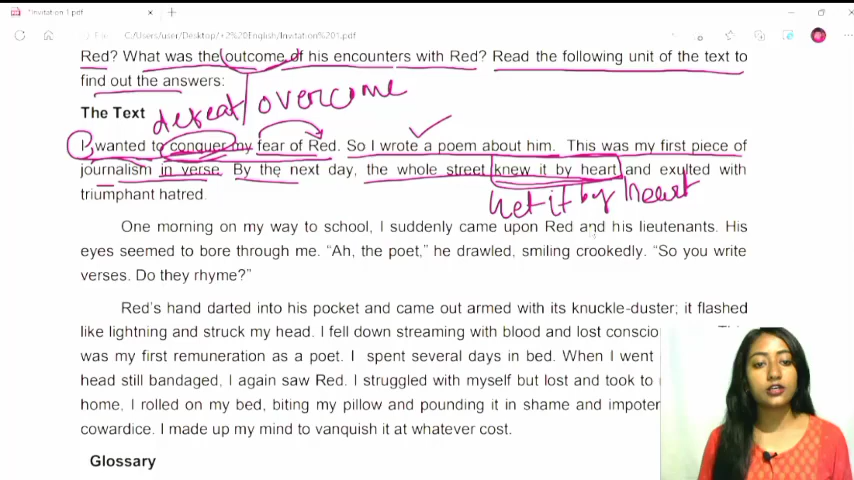 Invitation 1.pdf
C:/Users/user/Desktop/+2%20English/Invitation%201.pdf
Red? What was the outcome of his encounters with Red? Read the following unit of the text to
find out the answers:
The Text
defeat/overcome
I wanted to conquer my fear of Red. So I wrote a poem about him. This was my first piece of
journalism in verse. By the next day, the whole street knew it by heart and exulted with
triumphant hatred.
by heart
One morning on my way to school, I suddenly came upon Red and his lieutenants. His
eyes seemed to bore through me. “Ah, the poet,” he drawled, smiling crookedly. “So you write
verses. Do they rhyme?”
Red's hand darted into his pocket and came out armed with its knuckle-duster; it flashed
like lightning and struck my head. I fell down streaming with blood and lost
was my first remuneration as a poet. I spent several days in bed. When I went
head still bandaged, I again saw Red. I struggled with myself but lost and took to
home, I rolled on my bed, biting my pillow and pounding it in shame and
cowardice. I made up my mind to vanquish it at whatever cost.
Glossary